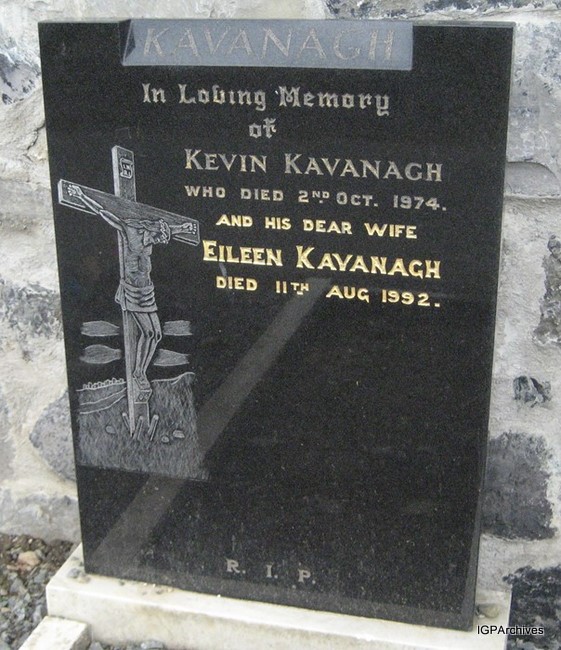 KAVANAGH
In Loving Memory
of
KEVIN KAVANAGH
WHO DIED 2ND OCT. 1974.
AND HIS DEAR WIFE
EILEEN KAVANAGH
DIED 11TH AUG 1992.
R. I. P.
IGPArchives